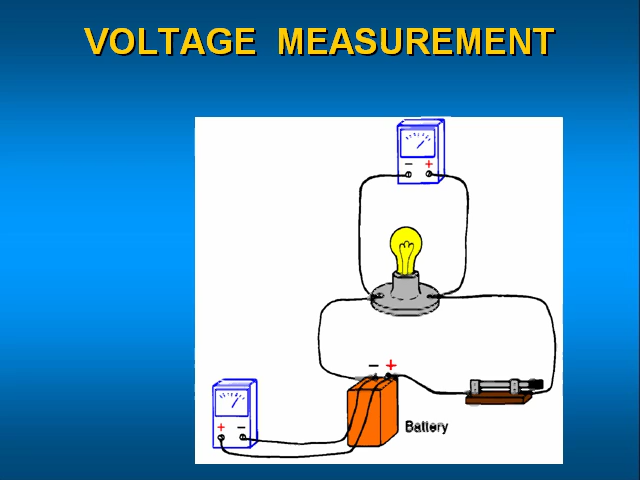 VOLTAGE MEASUREMENT
− +
− +
+ −
Battery